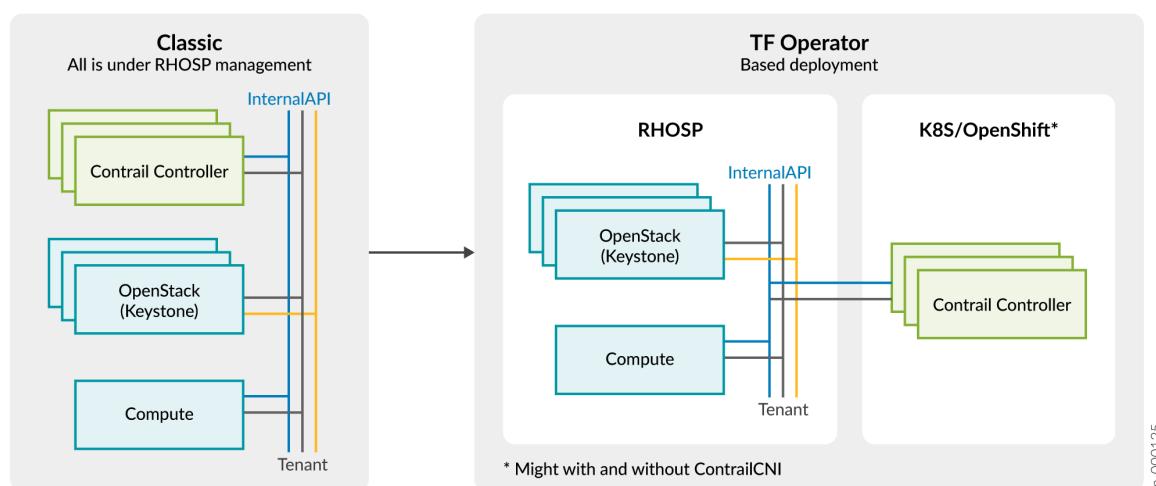 Classic
All is under RHOSP management
InternalAPI
Contrail Controller
OpenStack
(Keystone)
Compute
Tenant
TF Operator
Based deployment
RHOSP
InternalAPI
OpenStack
(Keystone)
Compute
Tenant
K8S/OpenShift*
Contrail Controller
* Might with and without ContrailCNI